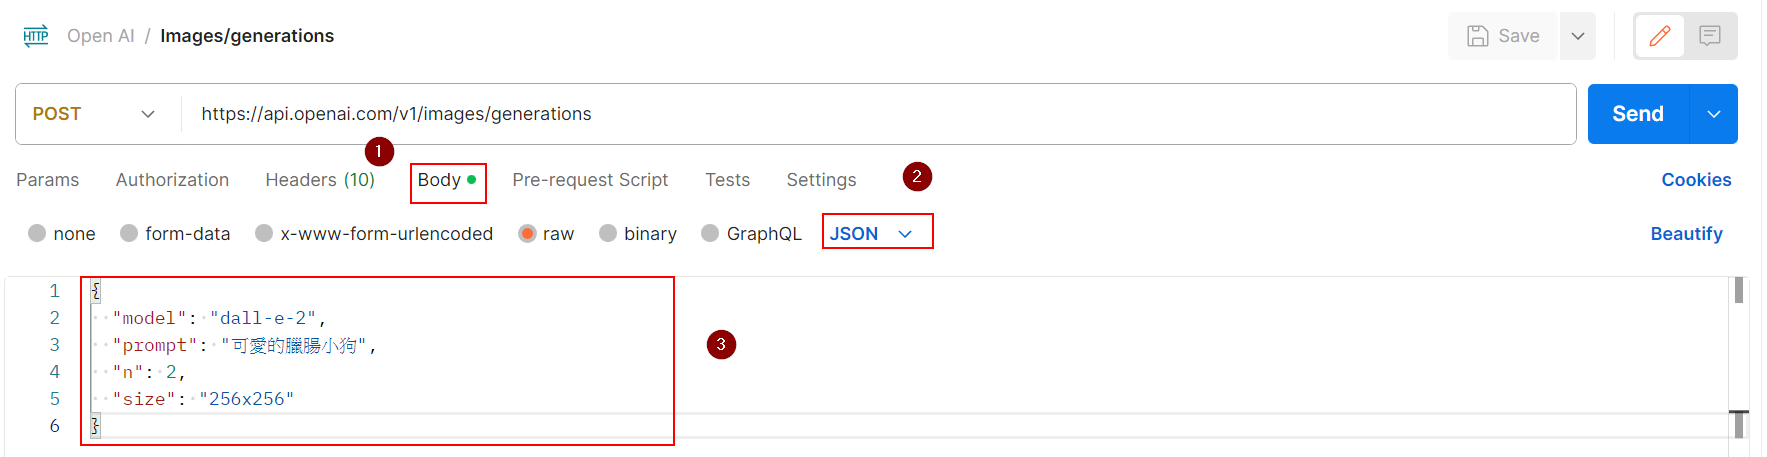 HTTP Open AI / Images/generations Save
POST https://api.openai.com/v1/images/generations Send
1
Params Authorization Headers (10) Body Pre-request Script Tests Settings 2 Cookies
none form-data x-www-form-urlencoded raw binary GraphQL JSON Beautify
1 {
2 "model": "dall-e-2",
3 "prompt": "可愛的臘腸小狗", 3
4 "n": 2,
5 "size": "256x256"
6 }